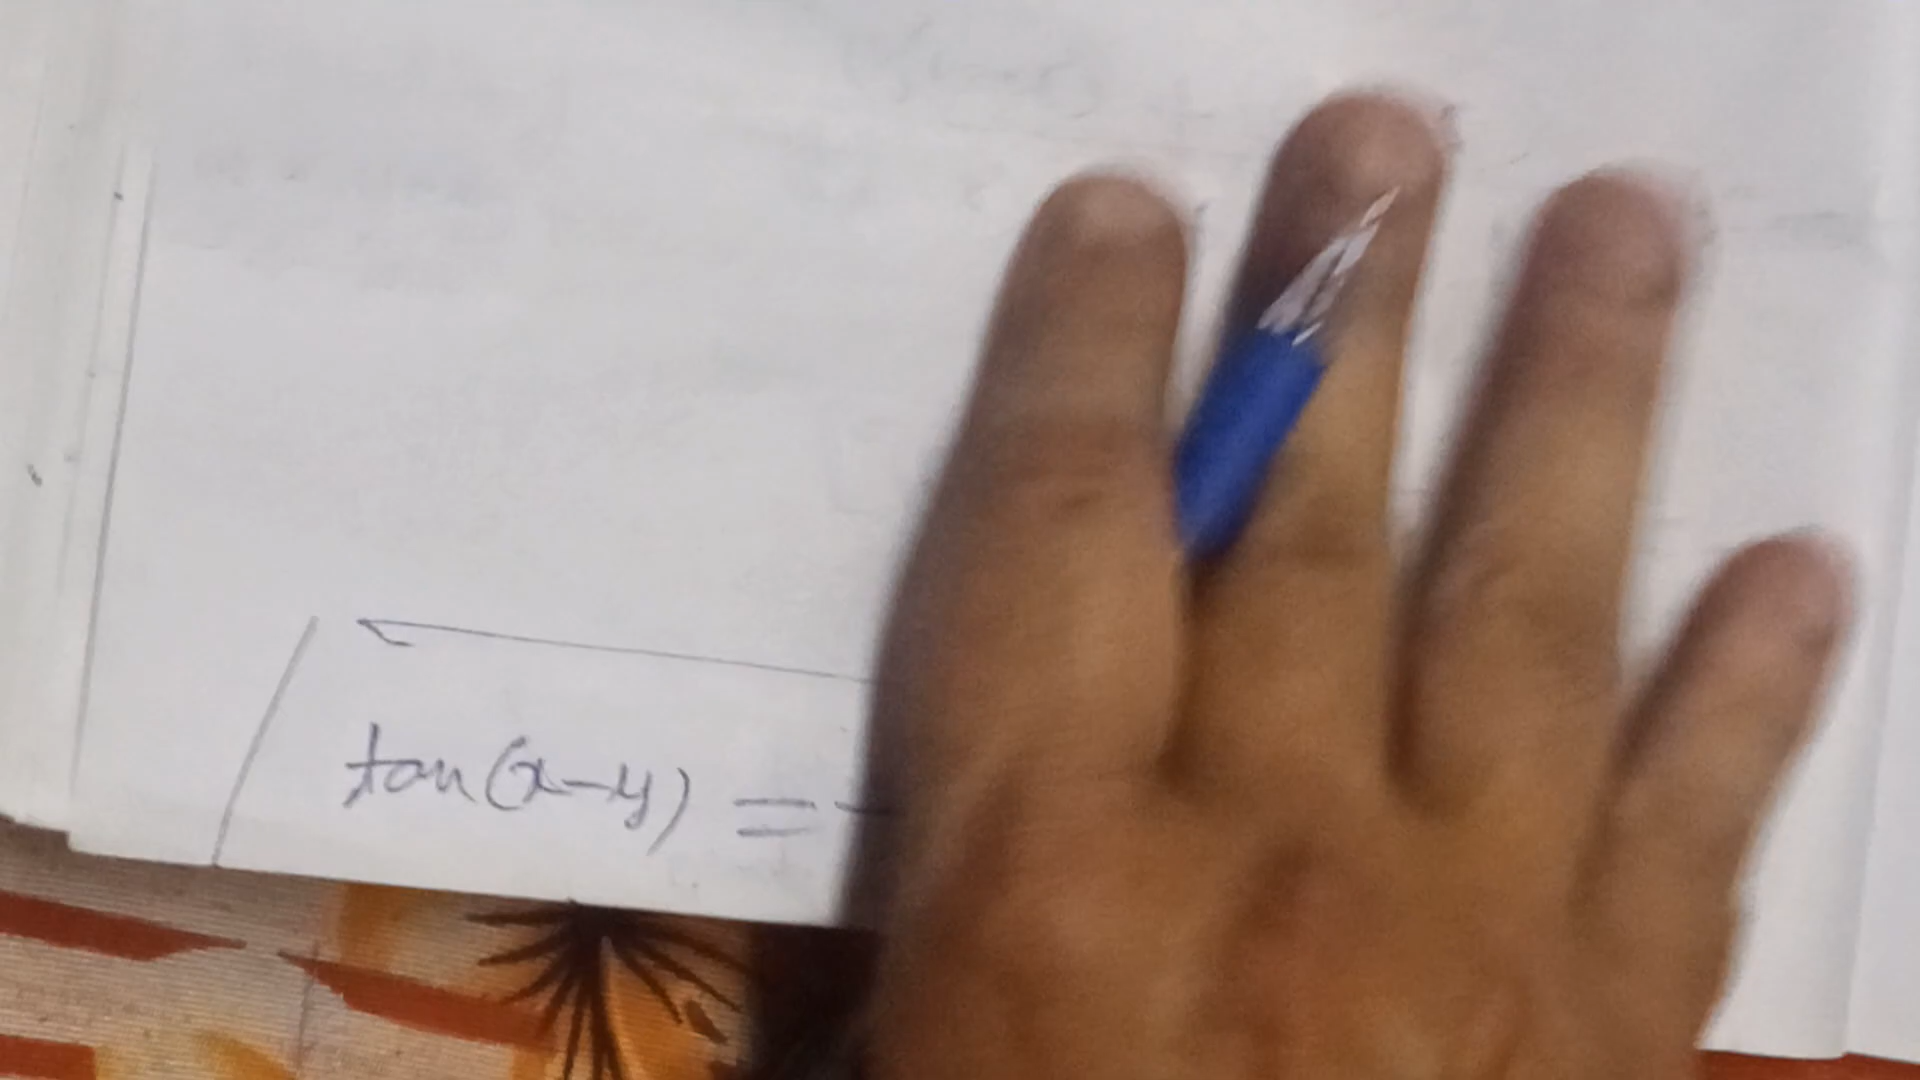 tan(x-y) =